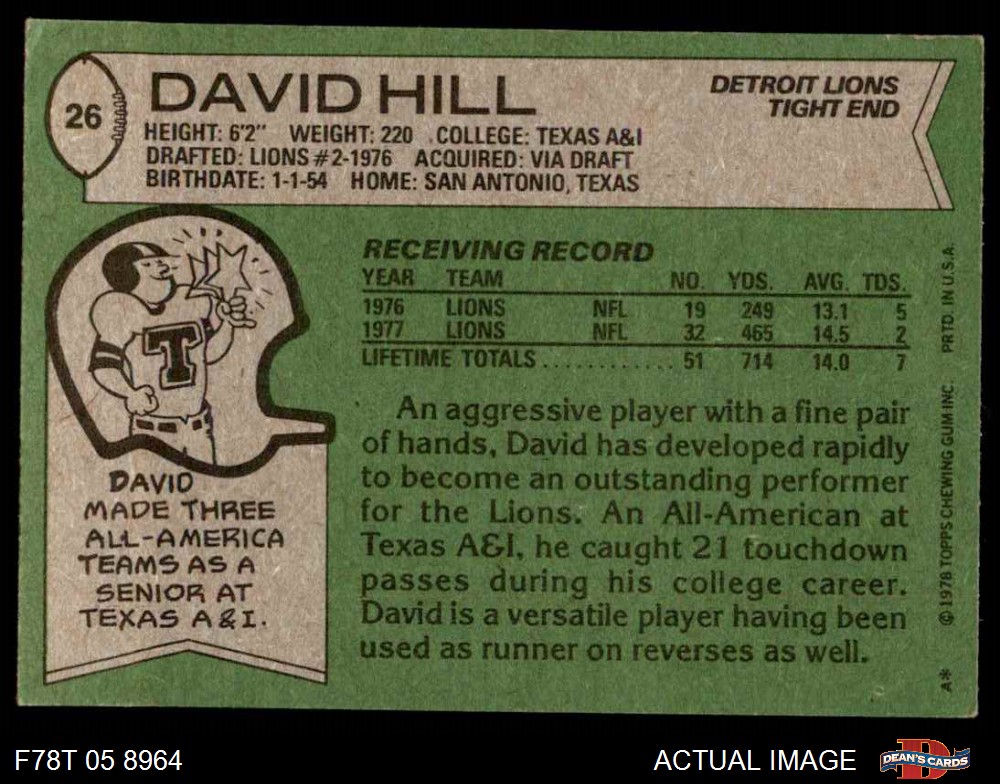 26
DAVID HILL
DETROIT LIONS
TIGHT END
HEIGHT: 6'2" WEIGHT: 220 COLLEGE: TEXAS A&I
DRAFTED: LIONS #2-1976 ACQUIRED: VIA DRAFT
BIRTHDATE: 1-1-54 HOME: SAN ANTONIO, TEXAS
T
DAVID
MADE THREE
ALL-AMERICA
TEAMS AS A
SENIOR AT
TEXAS A&I.
RECEIVING RECORD
YEAR TEAM NO. YDS. AVG. TDS.
1976 LIONS NFL 19 249 13.1 5
1977 LIONS NFL 32 465 14.5 2
LIFETIME TOTALS ............ 51 714 14.0 7
An aggressive player with a fine pair
of hands, David has developed rapidly
to become an outstanding performer
for the Lions. An All-American at
Texas A&I, he caught 21 touchdown
passes during his college career.
David is a versatile player having been
used as runner on reverses as well.
A* © 1978 TOPPS CHEWING GUM INC. PRTD. IN U.S.A.
F78T 05 8964
ACTUAL IMAGE
D
DEAN'S CARDS